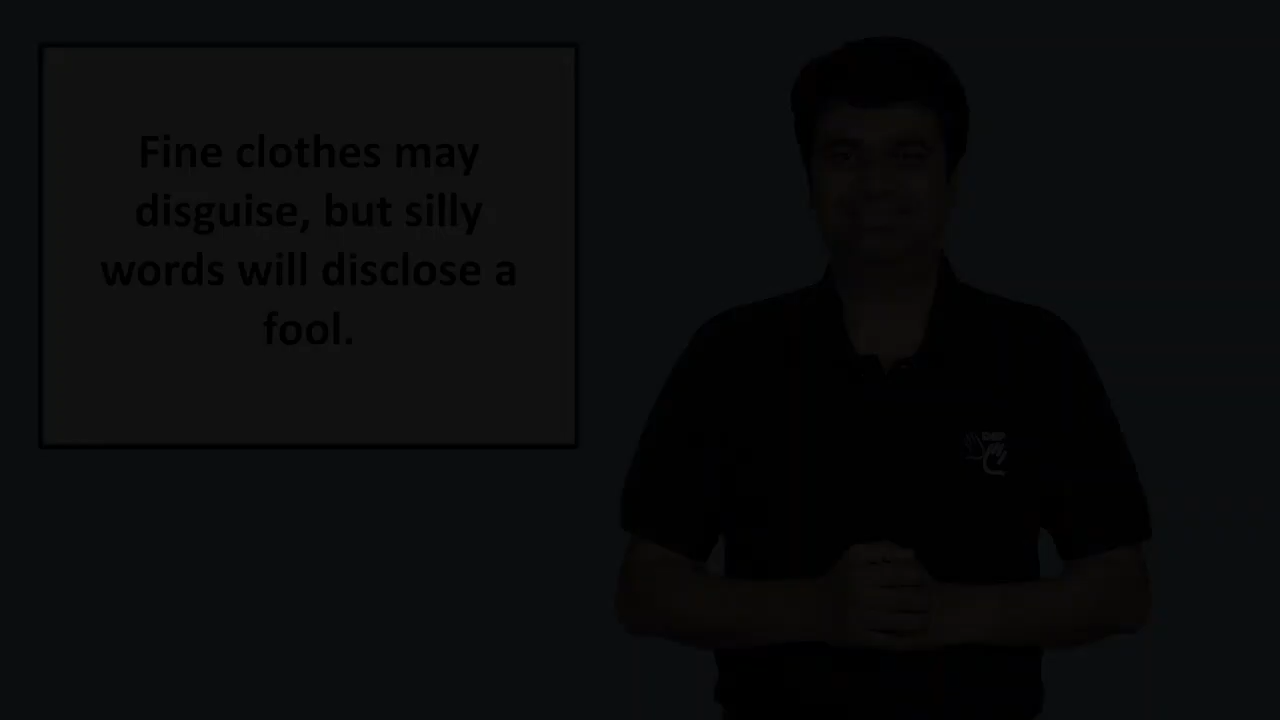 Fine clothes may
disguise, but silly
words will disclose a
fool.